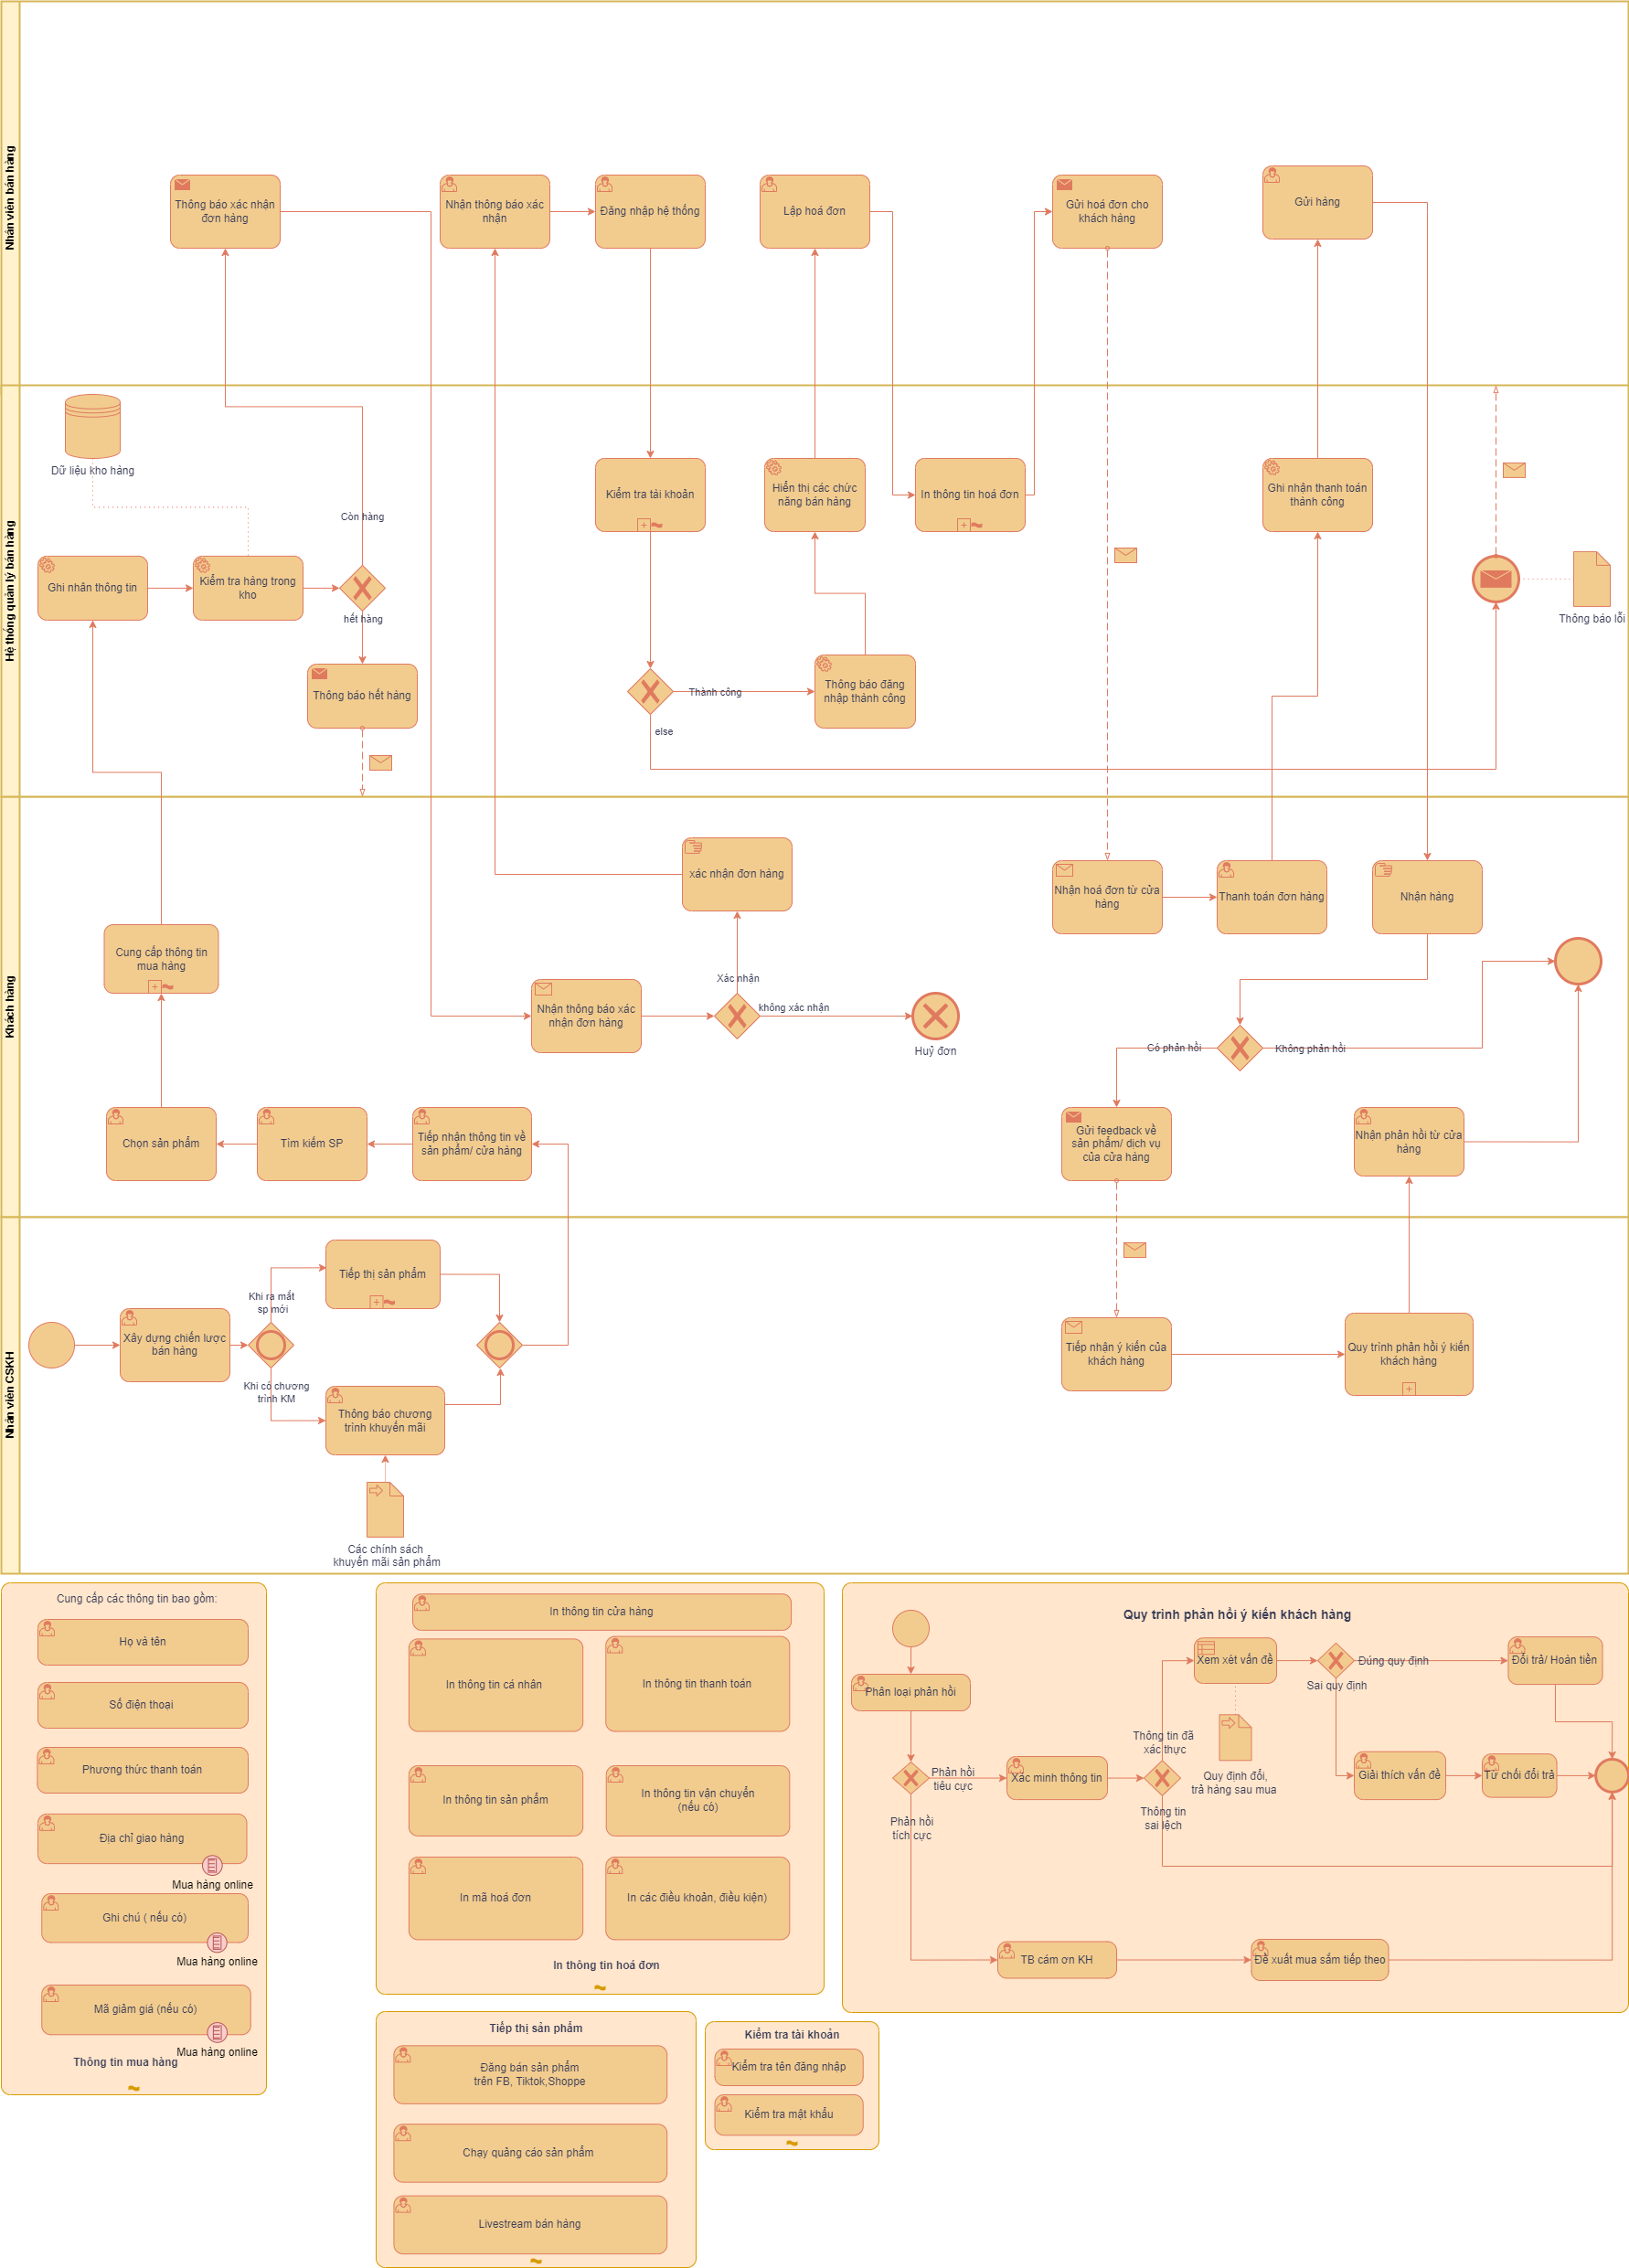 Nhân viên bán hàng
Thông báo xác nhận
đơn hàng
Nhận thông báo xác
nhận
Đăng nhập hệ thống
Lập hoá đơn
Gửi hoá đơn cho
khách hàng
Gửi hàng
Hệ thống quản lý bán hàng
Dữ liệu kho hàng
Ghi nhân thông tin
Kiểm tra hàng trong
kho
Còn hàng
hết hàng
Thông báo hết hàng
Kiểm tra tài khoản
Hiển thị các chức
năng bán hàng
In thông tin hoá đơn
Ghi nhận thanh toán
thành công
Thông báo lỗi
Thành công
else
Thông báo đăng
nhập thành công
Khách hàng
Cung cấp thông tin
mua hàng
xác nhận đơn hàng
Nhận hoá đơn từ cửa
hàng
Thanh toán đơn hàng
Nhận hàng
Nhận thông báo xác
nhận đơn hàng
Xác nhận
không xác nhận
Huỷ đơn
Có phản hồi
Không phản hồi
Chọn sản phẩm
Tìm kiếm SP
Tiếp nhận thông tin về
sản phẩm/ cửa hàng
Gửi feedback về
sản phẩm/ dịch vụ
của cửa hàng
Nhận phản hồi từ cửa
hàng
Nhân viên CSKH
Xây dựng chiến lược
bán hàng
Khi ra mắt
sp mới
Khi có chương
trình KM
Tiếp thị sản phẩm
Thông báo chương
trình khuyến mãi
Các chính sách
khuyến mãi sản phẩm
Tiếp nhận ý kiến của
khách hàng
Quy trình phản hồi ý kiến
khách hàng
Cung cấp các thông tin bao gồm:
Họ và tên
Số điện thoại
Phương thức thanh toán
Địa chỉ giao hàng
Mua hàng online
Ghi chú ( nếu có)
Mua hàng online
Mã giảm giá (nếu có)
Mua hàng online
Thông tin mua hàng
In thông tin cửa hàng
In thông tin cá nhân
In thông tin thanh toán
In thông tin sản phẩm
In thông tin vận chuyển
(nếu có)
In mã hoá đơn
In các điều khoản, điều kiện)
In thông tin hoá đơn
Quy trình phản hồi ý kiến khách hàng
Phân loại phản hồi
Phản hồi
tiêu cực
Phản hồi
tích cực
Xác minh thông tin
Thông tin đã
xác thực
Thông tin
sai lệch
Xem xét vấn đề
Quy định đổi,
trả hàng sau mua
Đúng quy định
Sai quy định
Đổi trả/ Hoàn tiền
Giải thích vấn đề
Từ chối đổi trả
TB cám ơn KH
Đề xuất mua sắm tiếp theo
Tiếp thị sản phẩm
Đăng bán sản phẩm
trên FB, Tiktok,Shoppe
Chạy quảng cáo sản phẩm
Livestream bán hàng
Kiểm tra tài khoản
Kiểm tra tên đăng nhập
Kiểm tra mật khẩu